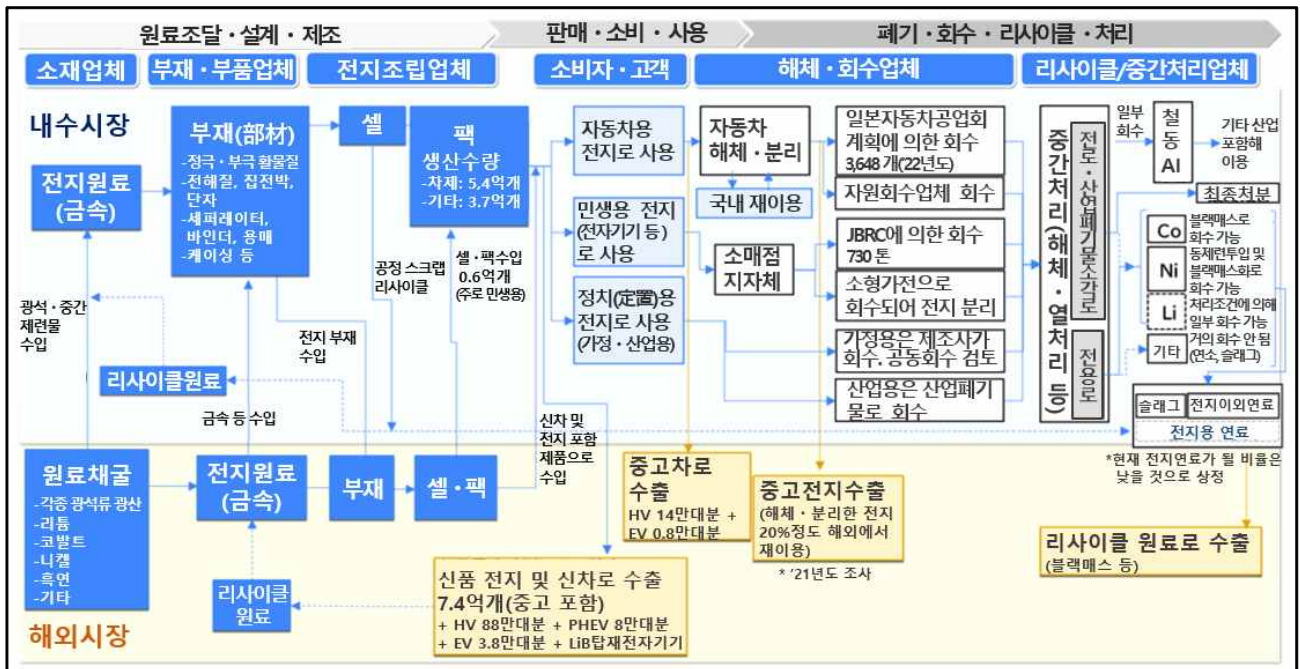 원료조달・설계・제조
판매・소비・사용
폐기・회수・리사이클・처리
소재업체
부재・부품업체
전지조립업체
소비자・고객
해체・회수업체
리사이클/중간처리업체
내수시장
전지원료
(금속)
부재(部材)
-정극・부극 활물질
-전해질, 집전박,
단자
-세퍼레이터,
바인더, 용매
-케이싱 등
셀
팩
생산수량
-차제: 5,4억개
-기타: 3.7억개
자동차용
전지로 사용
민생용 전지
(전자기기 등)
로 사용
정치(定置)용
전지로 사용
(가정・산업용)
자동차
해체・분리
국내 재이용
소매점
지자체
일본자동차공업회
계획에 의한 회수
3,648 개('22년도)
자원회수업체 회수
JBRC에 의한 회수
730 톤
소형가전으로
회수되어 전지 분리
가정용은 제조사가
회수. 공동회수 검토
산업용은 산업폐기
물로 회수
중간처리(해체・열처리 등)
전로・산업폐기물소각로
전용로
일부
회수
철
동
Al
기타 산업
포함해
이용
최종처분
Co
블랙매스로
회수 가능
Ni
동제련투입 및
블랙매스화로
회수 가능
Li
처리조건에 의해
일부 회수 가능
기타
거의 회수 안 됨
(연소, 슬래그)
슬래그
전지이외연료
전지용 연료
*현재 전지연료가 될 비율은
낮을 것으로 상정
광석・중간
제련물
수입
리사이클원료
금속 등 수입
전지 부재
수입
공정 스크랩
리사이클
셀・팩수입
0.6억개
(주로 민생용)
신차 및
전지 포함
제품으로
수입
원료채굴
-각종 광석류 광산
-리튬
-코발트
-니켈
-흑연
-기타
전지원료
(금속)
부재
셀・팩
리사이클
원료
신품 전지 및 신차로 수출
7.4억개(중고 포함)
+ HV 88만대분 + PHEV 8만대분
+ EV 3.8만대분 + LiB탑재전자기기
중고차로
수출
HV 14만대분 +
EV 0.8만대분
중고전지수출
(해체・분리한 전지
20%정도 해외에서
재이용)
* '21년도 조사
리사이클 원료로 수출
(블랙매스 등)
해외시장